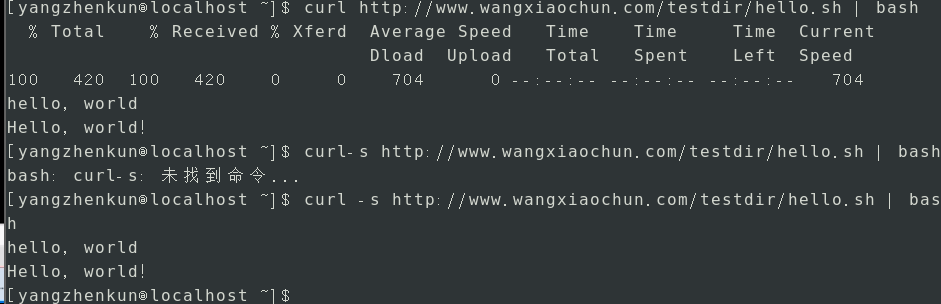 [yangzhenkun@localhost ~]$ curl http://www.wangxiaochun.com/testdir/hello.sh | bash
  % Total    % Received % Xferd  Average Speed   Time    Time     Time  Current
                                 Dload  Upload   Total   Spent    Left  Speed
100   420  100   420    0     0    704      0 --:--:-- --:--:-- --:--:--   704
hello, world
Hello, world!
[yangzhenkun@localhost ~]$ curl-s http://www.wangxiaochun.com/testdir/hello.sh | bash
bash: curl-s: 未找到命令...
[yangzhenkun@localhost ~]$ curl -s http://www.wangxiaochun.com/testdir/hello.sh | bas
h
hello, world
Hello, world!
[yangzhenkun@localhost ~]$